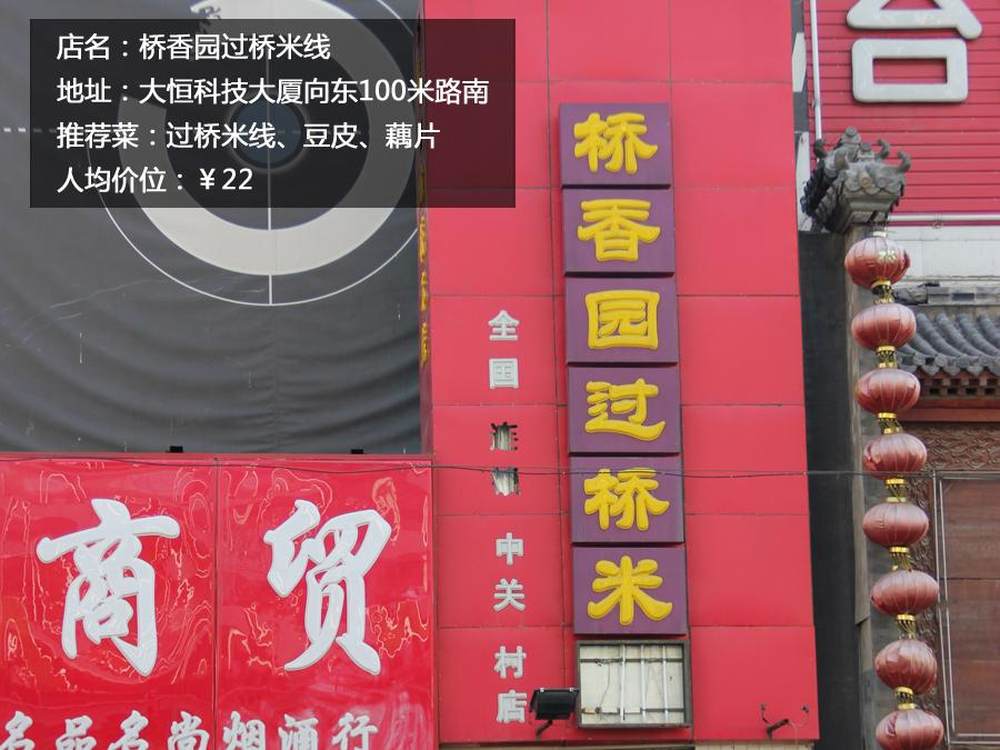 店名：桥香园过桥米线
地址：大恒科技大厦向东100米路南
推荐菜：过桥米线、豆皮、藕片
人均价位：￥22
桥香园过桥米
全国
中关村店
商贸
名品名尚烟酒行